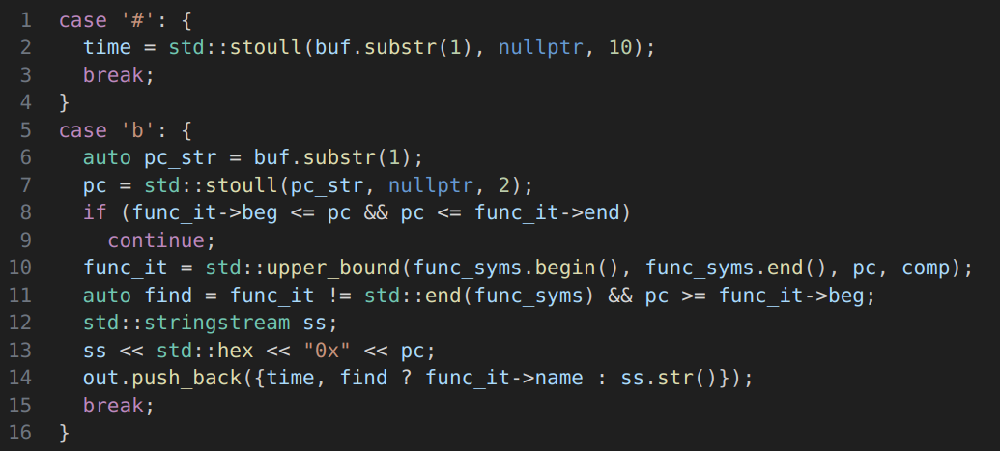 1 case '#': {
2   time = std::stoull(buf.substr(1), nullptr, 10);
3   break;
4 }
5 case 'b': {
6   auto pc_str = buf.substr(1);
7   pc = std::stoull(pc_str, nullptr, 2);
8   if (func_it->beg <= pc && pc <= func_it->end)
9     continue;
10   func_it = std::upper_bound(func_syms.begin(), func_syms.end(), pc, comp);
11   auto find = func_it != std::end(func_syms) && pc >= func_it->beg;
12   std::stringstream ss;
13   ss << std::hex << "0x" << pc;
14   out.push_back({time, find ? func_it->name : ss.str()});
15   break;
16 }